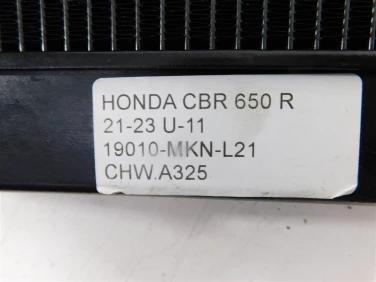 HONDA CBR 650 R
21-23 U-11
19010-MKN-L21
CHW.A325